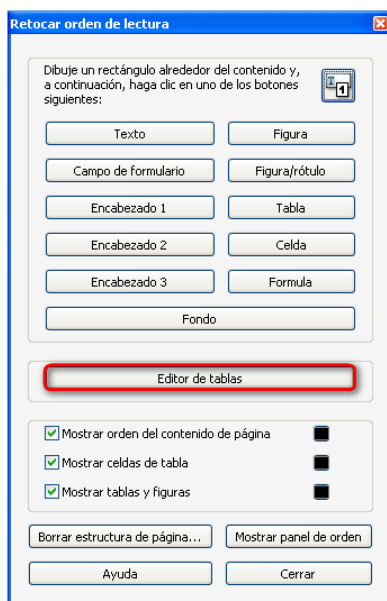 Retocar orden de lectura
Dibuje un rectángulo alrededor del contenido y,
a continuación, haga clic en uno de los botones
siguientes:
1
Texto
Figura
Campo de formulario
Figura/rótulo
Encabezado 1
Tabla
Encabezado 2
Celda
Encabezado 3
Formula
Fondo
Editor de tablas
Mostrar orden del contenido de página
Mostrar celdas de tabla
Mostrar tablas y figuras
Borrar estructura de página...
Mostrar panel de orden
Ayuda
Cerrar